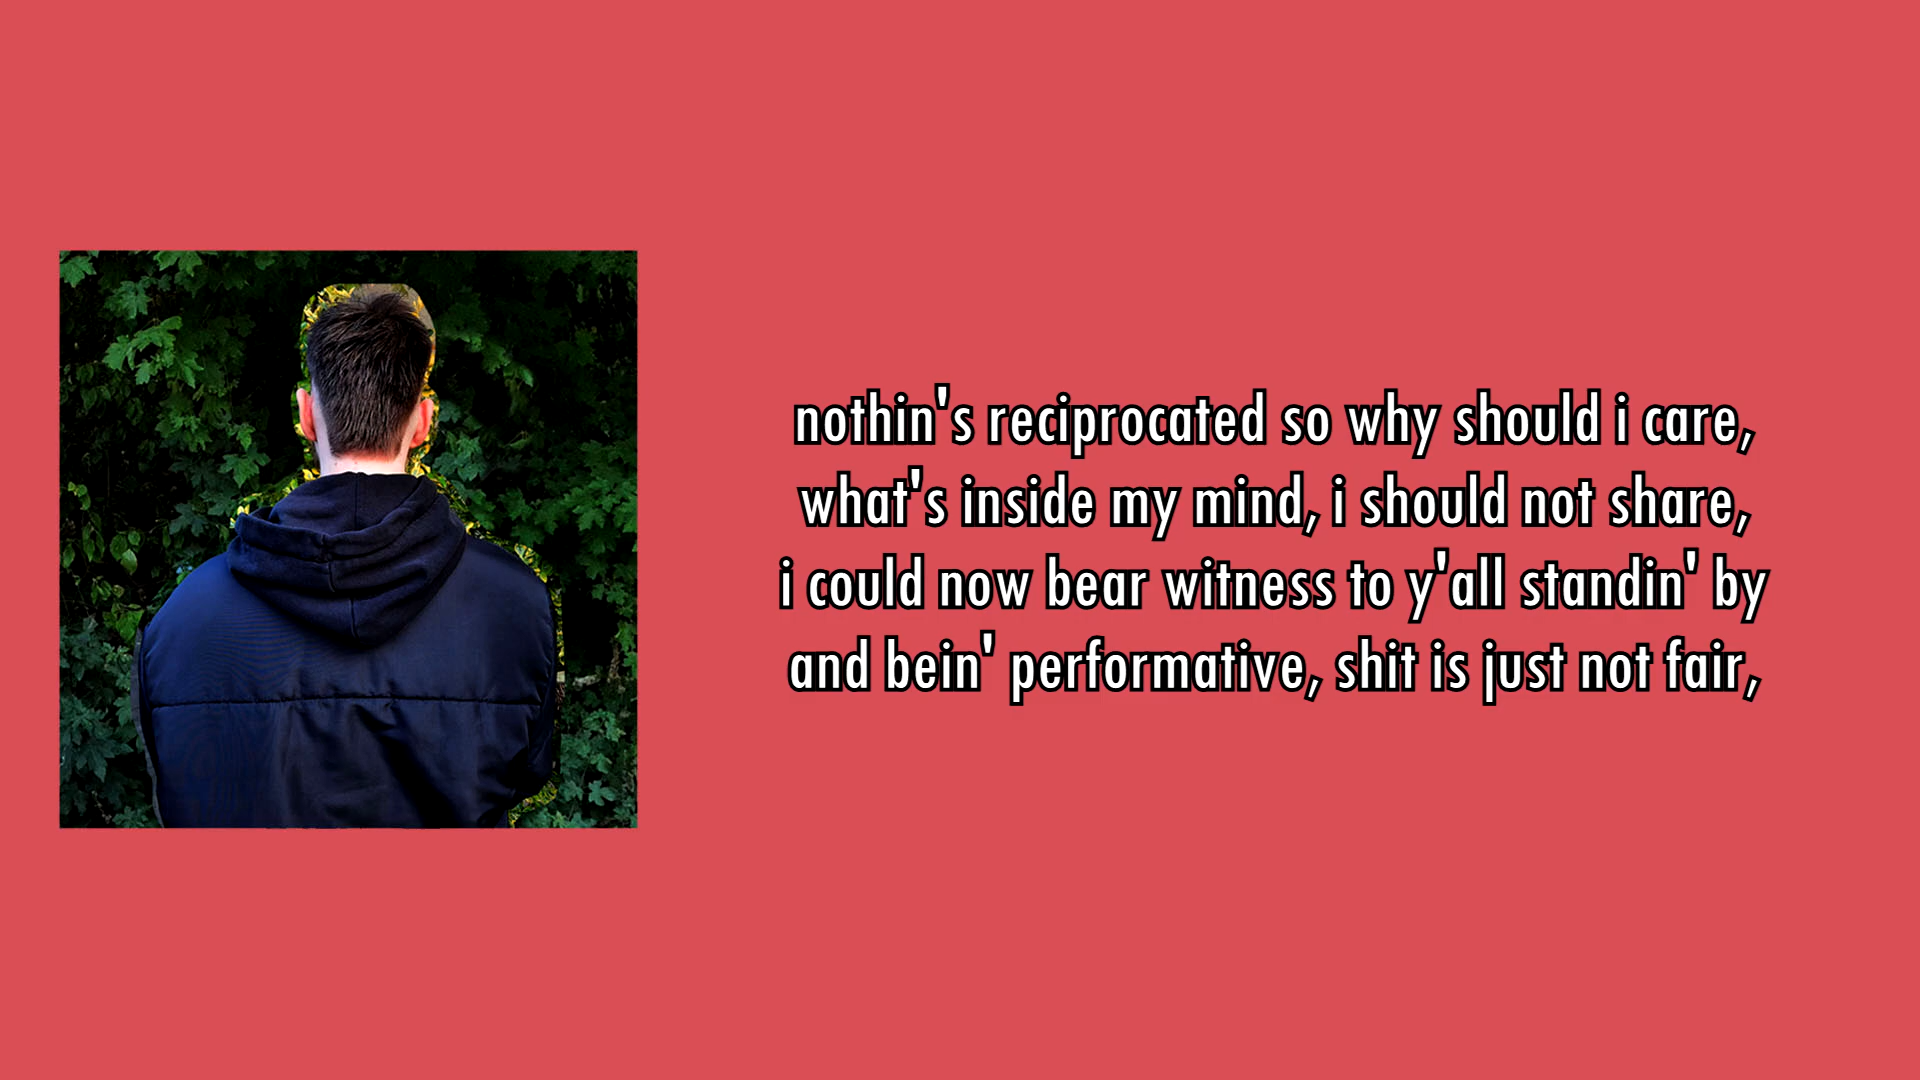 nothin's reciprocated so why should i care,
what's inside my mind, i should not share,
i could now bear witness to y'all standin' by
and bein' performative, shit is just not fair,